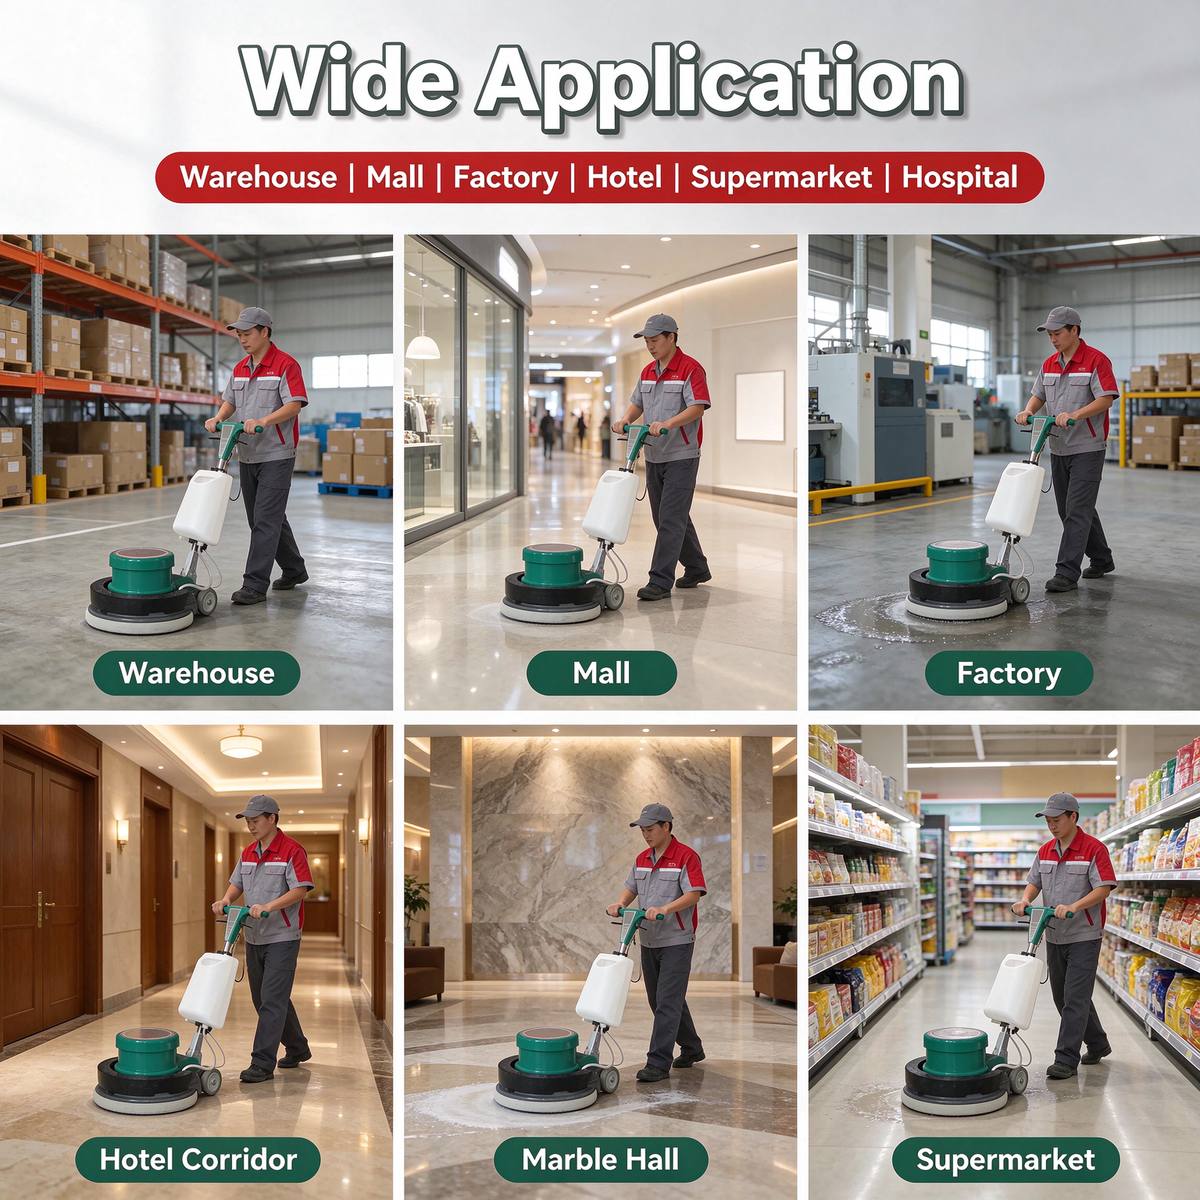 Wide Application
Warehouse | Mall | Factory | Hotel | Supermarket | Hospital
Warehouse
Mall
Factory
Hotel Corridor
Marble Hall
Supermarket